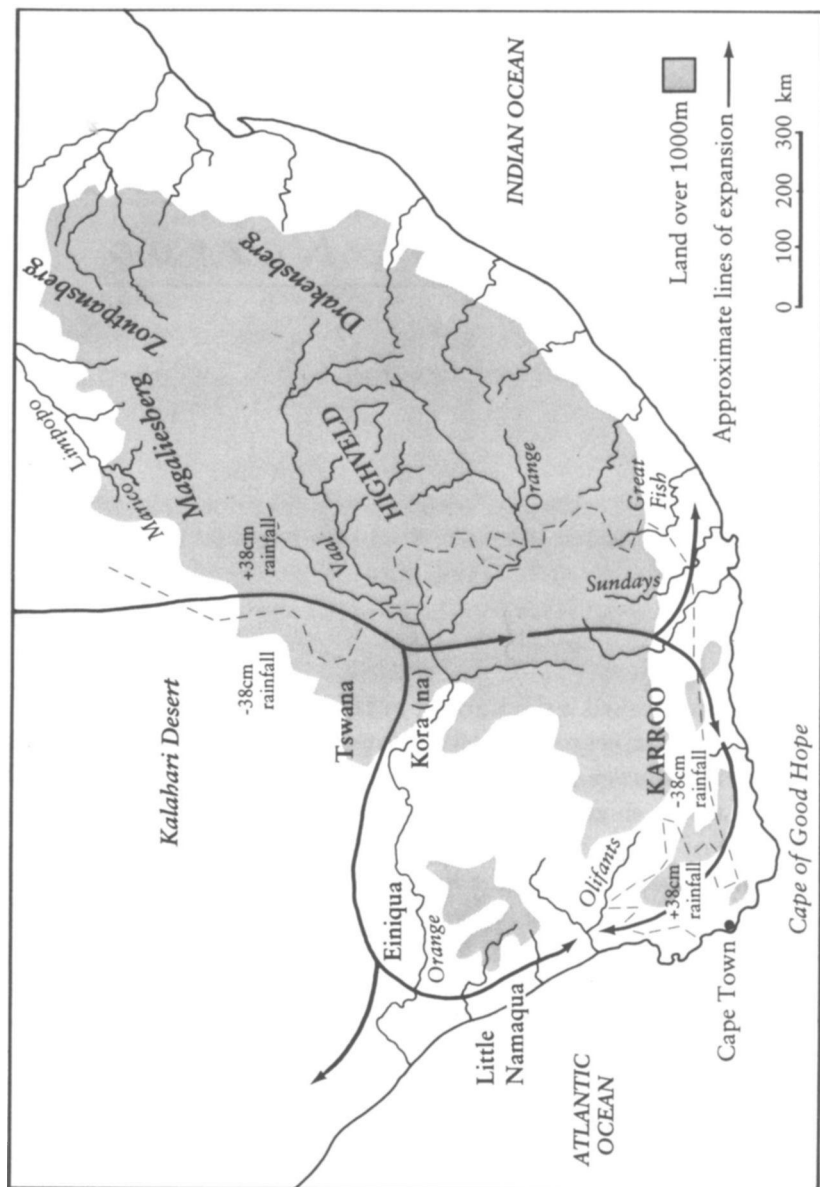 Limpopo
Marico
Zoutpansberg
Magaliesberg
Drakensberg
Kalahari Desert
+38cm
rainfall
-38cm
rainfall
Vaal
HIGHVELD
INDIAN OCEAN
Tswana
Kora (na)
Orange
Einiqua
Orange
Great
Fish
Sundays
Little
Namaqua
KARROO
-38cm
rainfall
Olifants
+38cm
rainfall
ATLANTIC
OCEAN
Cape Town
Cape of Good Hope
Land over 1000m
Approximate lines of expansion
0 100 200 300 km